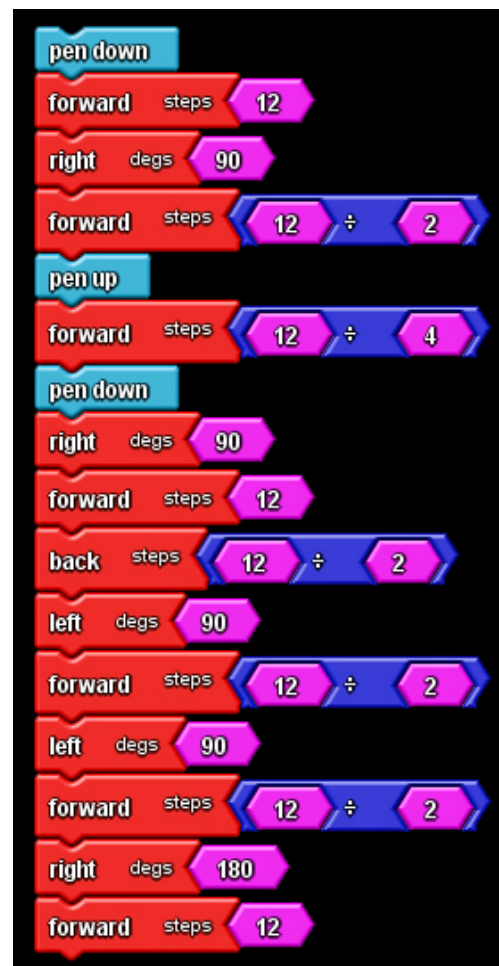 pen down
forward steps 12
right degs 90
forward steps 12 ÷ 2
pen up
forward steps 12 ÷ 4
pen down
right degs 90
forward steps 12
back steps 12 ÷ 2
left degs 90
forward steps 12 ÷ 2
left degs 90
forward steps 12 ÷ 2
right degs 180
forward steps 12